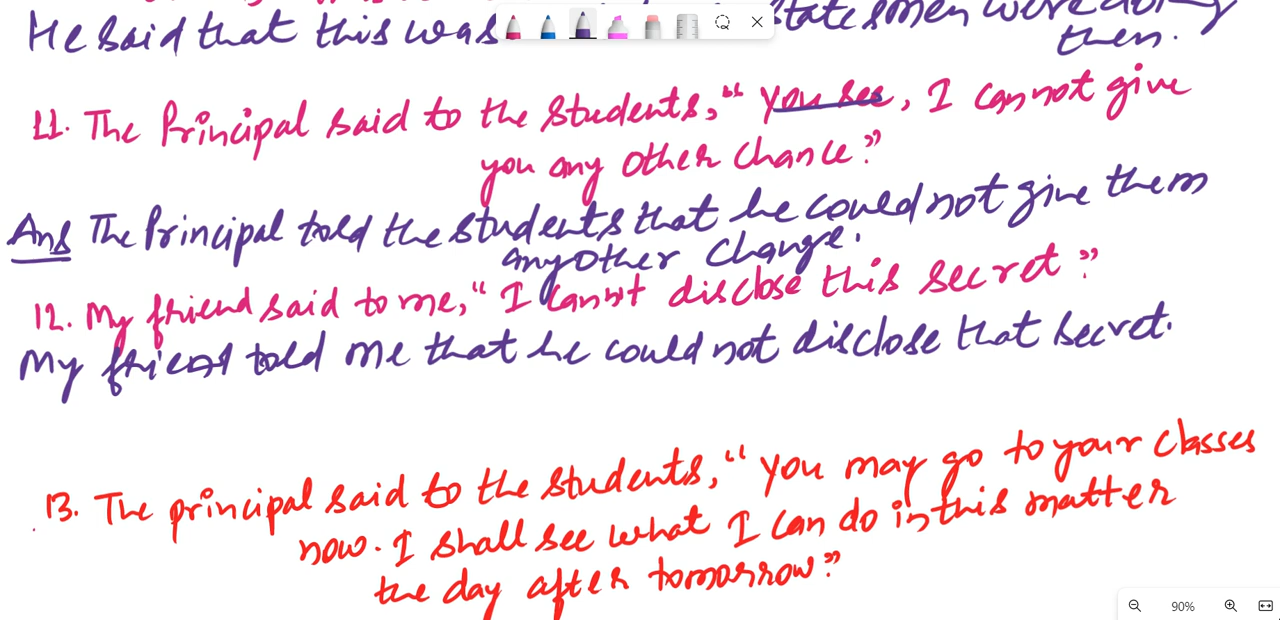 He said that this was statesmen were doing
then.
11. The Principal said to the students, "you see, I cannot give
you any other chance."
Ans The Principal told the students that he could not give them
any other change.
12. My friend said to me, "I cannot disclose this secret"
My friend told me that he could not disclose that secret.
13. The principal said to the students, "you may go to your classes
now. I shall see what I can do in this matter
the day after tomorrow"
90%